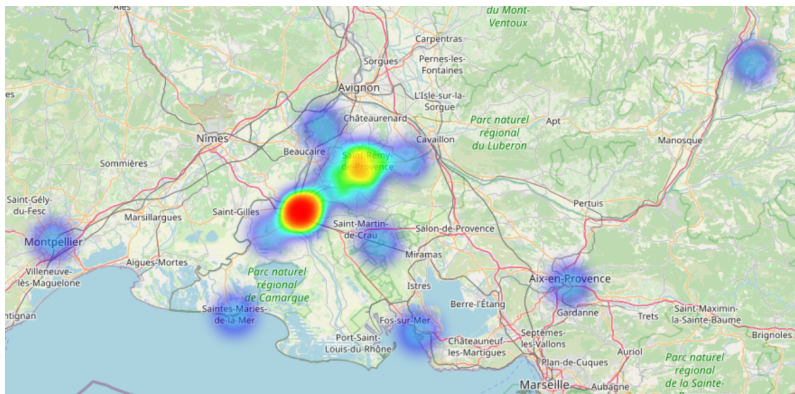 du Mont-
Ventoux
Carpentras
Sorgues
Pernes-les-
Fontaines
Avignon
L'Isle-sur-la-
Sorgue
Châteaurenard
Parc naturel
régional
du Luberon
Apt
Nîmes
Cavaillon
Manosque
Beaucaire
Saint-Rémy-
de-Provence
Sommières
Saint-Gély-
du-Fesc
Marsillargues
Saint-Gilles
Pertuis
Saint-Martin-
de-Crau
Salon-de-Provence
Montpellier
Miramas
Villeneuve-
lès-Maguelone
Aigues-Mortes
Parc naturel
régional
de Camargue
Istres
Aix-en-Provence
Berre-l'Étang
Gardanne
Saintes-Maries-
de-la-Mer
Fos-sur-Mer
Trets
Saint-Maximin-
la-Sainte-Baume
ntignan
Port-Saint-
Louis-du-Rhône
Châteauneuf-
les-Martigues
Septèmes-
les-Vallons
Brignoles
Auriol
Plan-de-Cuques
Parc naturel
régional
de la Sainte-
Marseille
Aubagne